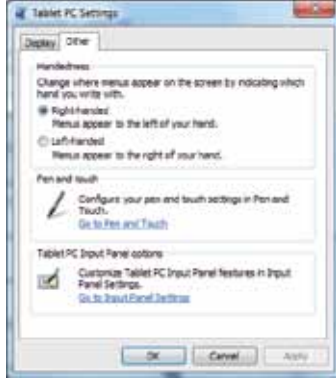 Tablet PC Settings
Display Other
Handedness
Change where menus appear on the screen by indicating which
hand you write with.
Right-handed
Menus appear to the left of your hand.
Left-handed
Menus appear to the right of your hand.
Pen and touch
Configure your pen and touch settings in Pen and
Touch.
Go to Pen and Touch
Tablet PC Input Panel options
Customize Tablet PC Input Panel features in Input
Panel Settings.
Go to Input Panel Settings
OK Cancel Apply